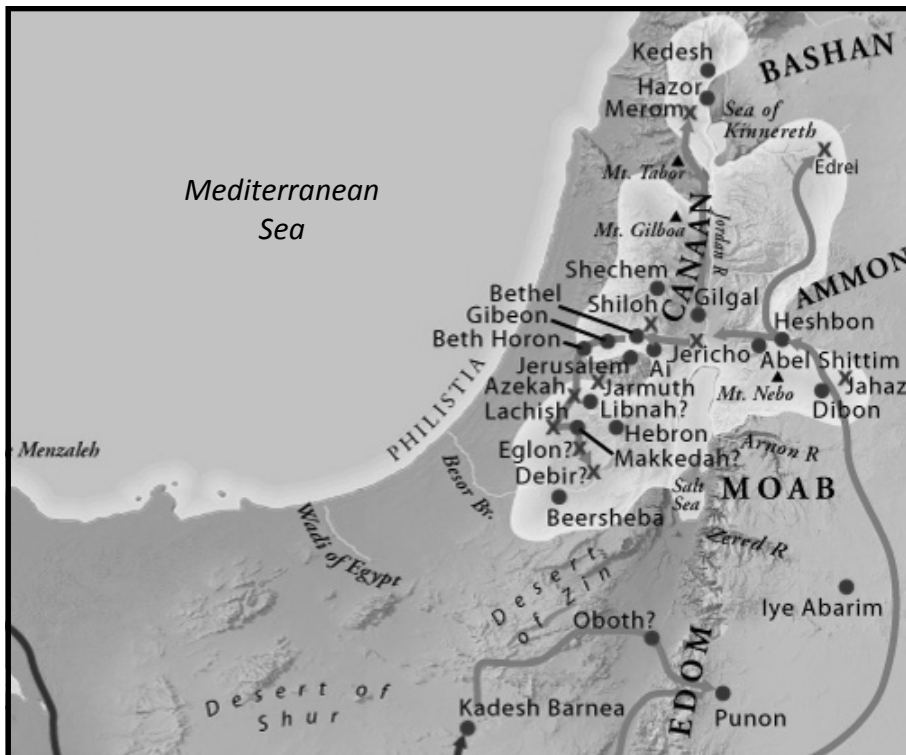 Kedesh
BASHAN
Hazor
Merom
Sea of
Kinnereth
Edrei
Mt. Tabor
Mediterranean
Sea
CANAAN
Mt. Gilboa
Jordan R
AMMON
Shechem
Bethel
Shiloh
Gilgal
Gibeon
Heshbon
Beth Horon
Jericho
Abel Shittim
Jerusalem
Ai
PHILISTIA
Azekah
Jarmuth
Mt. Nebo
Jahaz
Lachish
Libnah?
Dibon
Menzaleh
Hebron
Eglon?
Makkedah?
Arnon R
Besor Br.
Debir?
Salt
Sea
MOAB
Beersheba
Wadi of Egypt
Zered R
Desert
of Zin
Iye Abarim
Oboth?
EDOM
Desert of
Shur
Kadesh Barnea
Punon